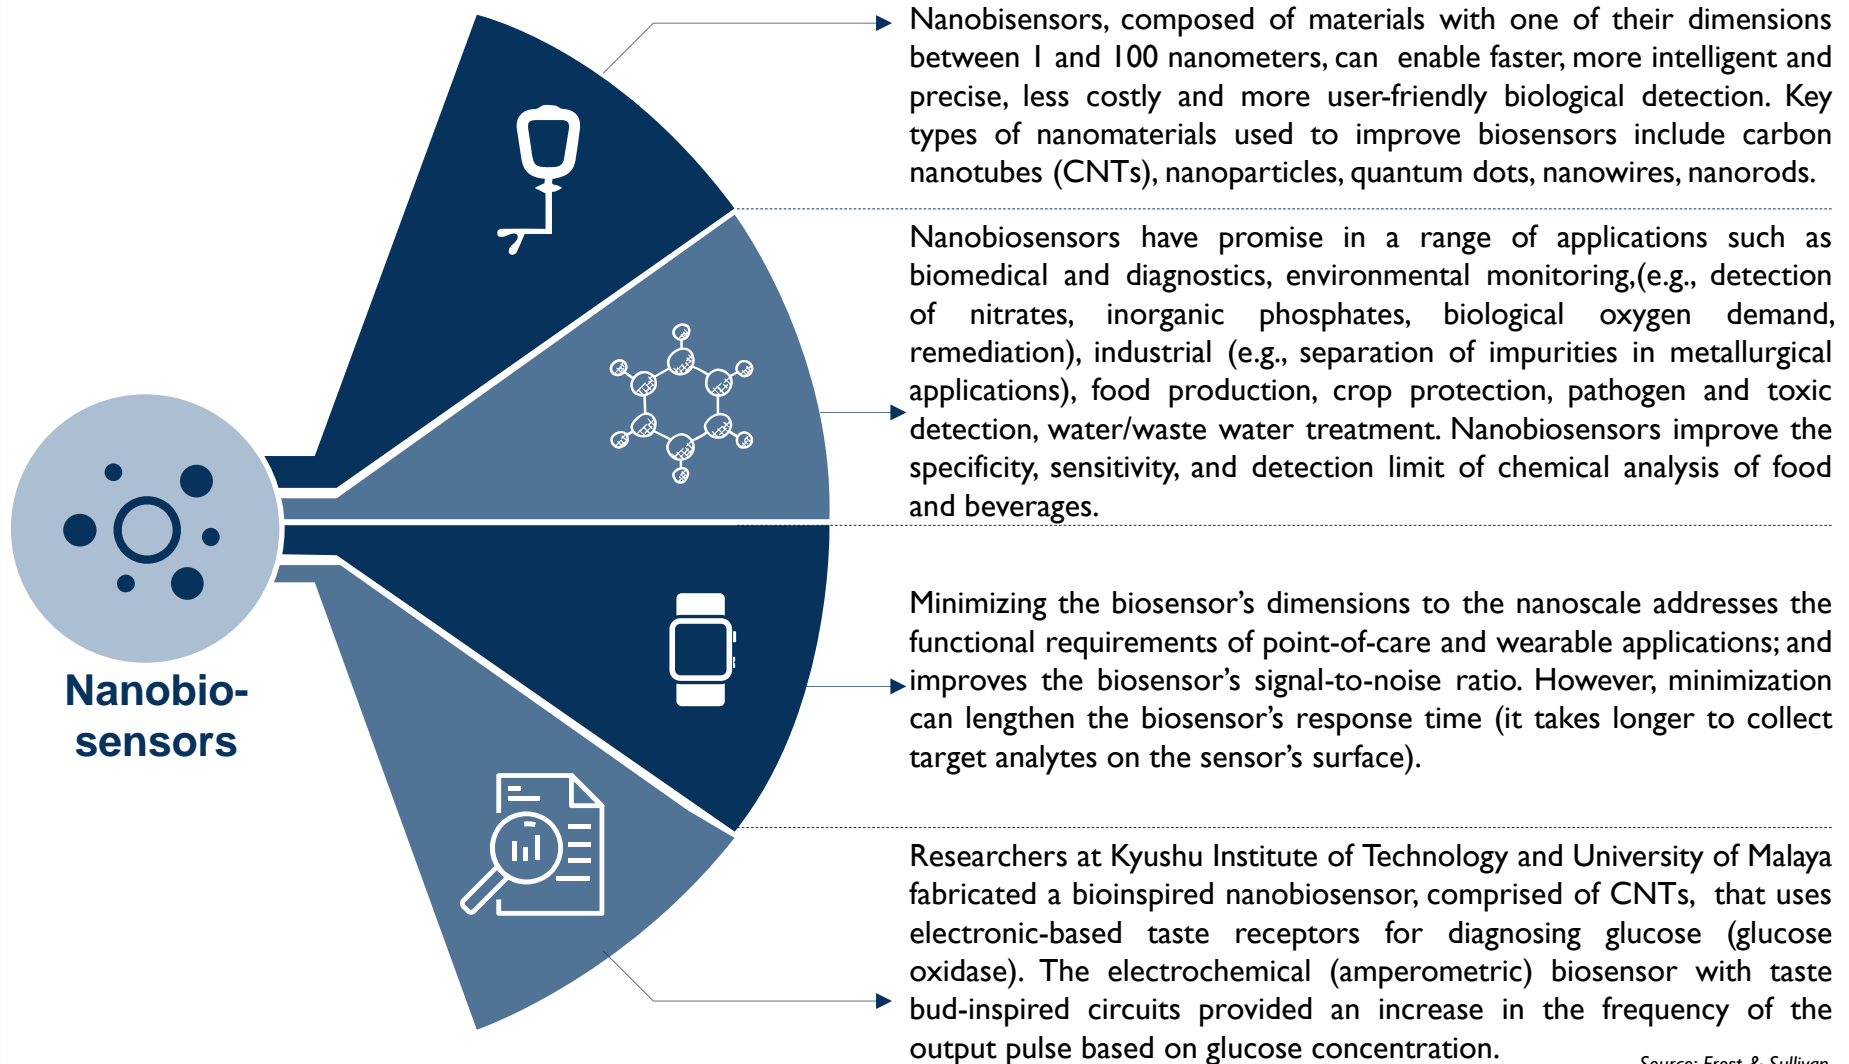 Nanobisensors, composed of materials with one of their dimensions
between 1 and 100 nanometers, can enable faster, more intelligent and
precise, less costly and more user-friendly biological detection. Key
types of nanomaterials used to improve biosensors include carbon
nanotubes (CNTs), nanoparticles, quantum dots, nanowires, nanorods.
Nanobiosensors have promise in a range of applications such as
biomedical and diagnostics, environmental monitoring,(e.g., detection
of nitrates, inorganic phosphates, biological oxygen demand,
remediation), industrial (e.g., separation of impurities in metallurgical
applications), food production, crop protection, pathogen and toxic
detection, water/waste water treatment. Nanobiosensors improve the
specificity, sensitivity, and detection limit of chemical analysis of food
and beverages.
Nanobio-
sensors
Minimizing the biosensor’s dimensions to the nanoscale addresses the
functional requirements of point-of-care and wearable applications; and
improves the biosensor’s signal-to-noise ratio. However, minimization
can lengthen the biosensor’s response time (it takes longer to collect
target analytes on the sensor’s surface).
Researchers at Kyushu Institute of Technology and University of Malaya
fabricated a bioinspired nanobiosensor, comprised of CNTs, that uses
electronic-based taste receptors for diagnosing glucose (glucose
oxidase). The electrochemical (amperometric) biosensor with taste
bud-inspired circuits provided an increase in the frequency of the
output pulse based on glucose concentration.
Source: Frost & Sullivan